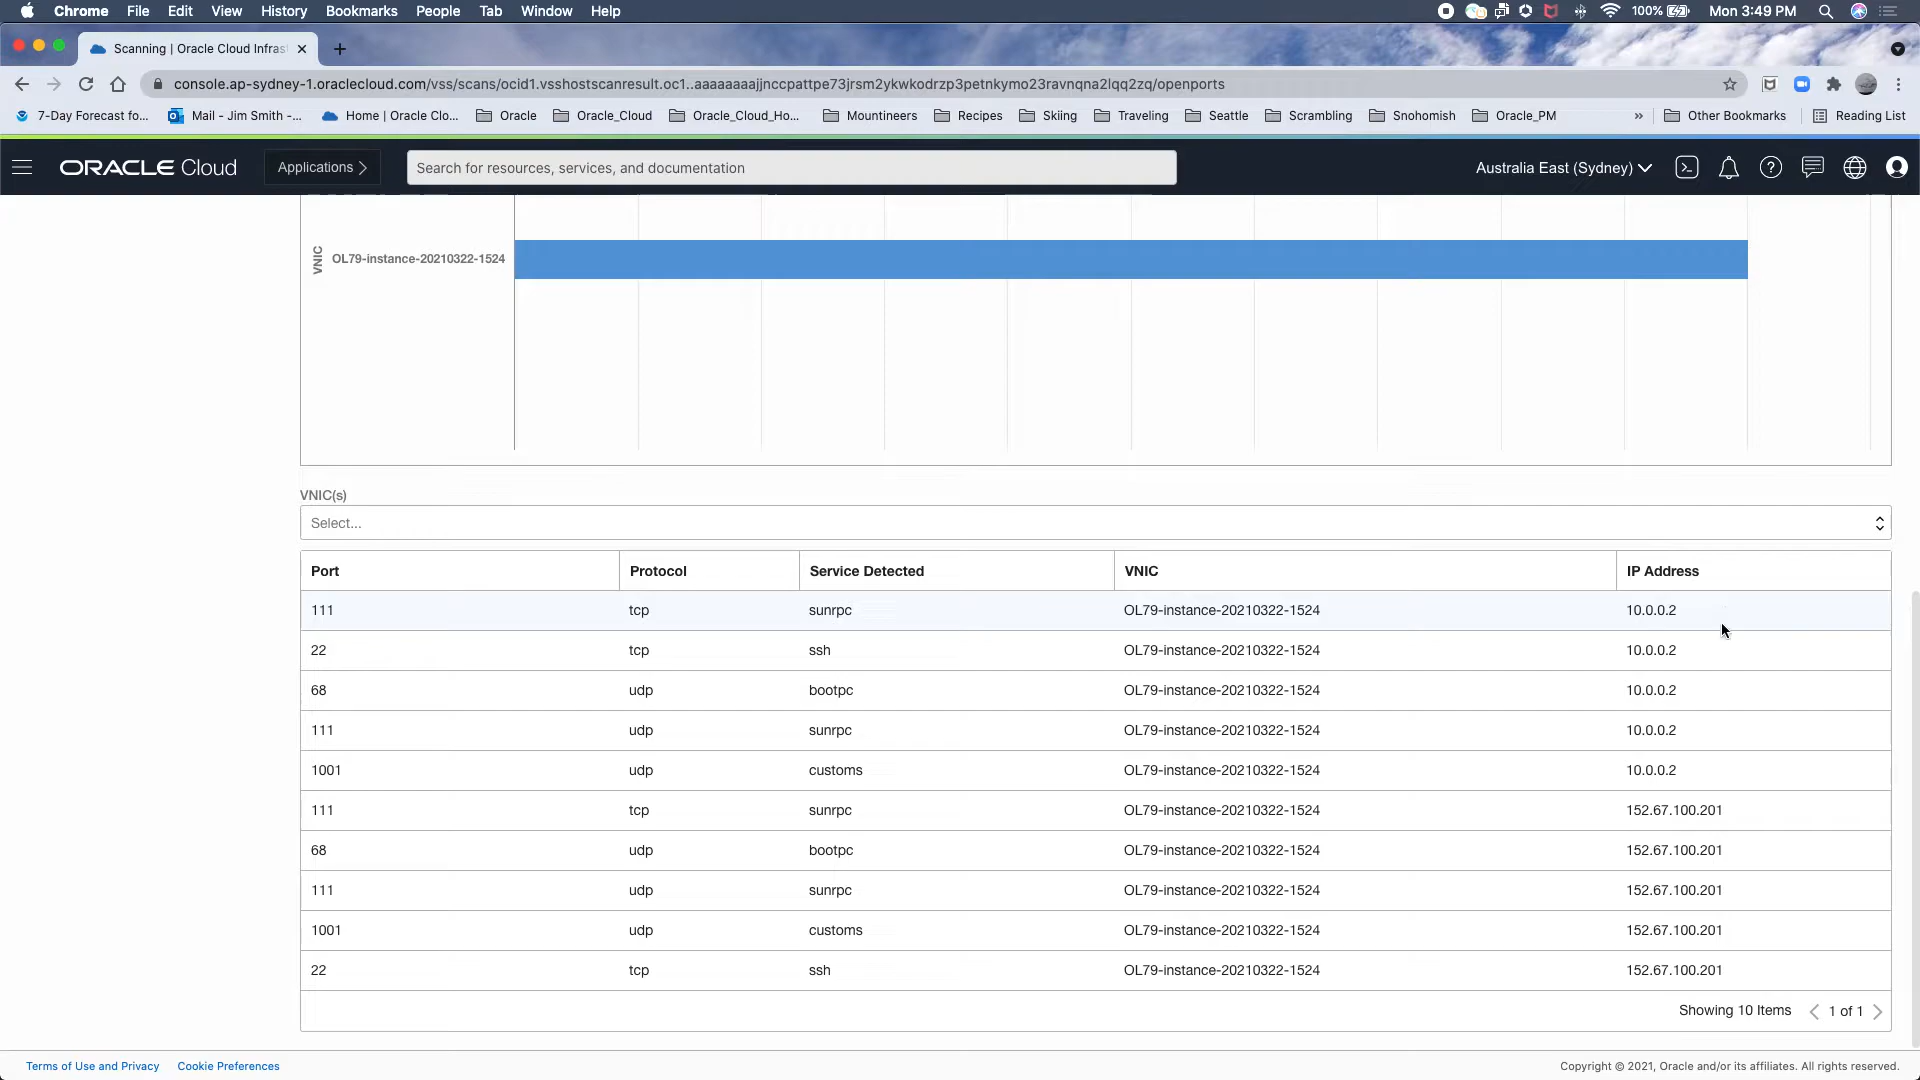 Chrome File Edit View History Bookmarks People Tab Window Help 100% Mon 3:49 PM
Scanning | Oracle Cloud Infras
console.ap-sydney-1.oraclecloud.com/vss/scans/ocid1.vsshostscanresult.oc1..aaaaaaaajjnccpattpe73jrsm2ykwkodrzp3petnkymo23ravnqna2lqq2zq/openports
7-Day Forecast fo... Mail - Jim Smith -... Home | Oracle Clo... Oracle Oracle_Cloud Oracle_Cloud_Ho... Mountineers Recipes Skiing Traveling Seattle Scrambling Snohomish Oracle_PM » Other Bookmarks Reading List
ORACLE Cloud Applications Search for resources, services, and documentation Australia East (Sydney)
VNIC OL79-instance-20210322-1524
VNIC(s)
Select...
Port Protocol Service Detected VNIC IP Address
111 tcp sunrpc OL79-instance-20210322-1524 10.0.0.2
22 tcp ssh OL79-instance-20210322-1524 10.0.0.2
68 udp bootpc OL79-instance-20210322-1524 10.0.0.2
111 udp sunrpc OL79-instance-20210322-1524 10.0.0.2
1001 udp customs OL79-instance-20210322-1524 10.0.0.2
111 tcp sunrpc OL79-instance-20210322-1524 152.67.100.201
68 udp bootpc OL79-instance-20210322-1524 152.67.100.201
111 udp sunrpc OL79-instance-20210322-1524 152.67.100.201
1001 udp customs OL79-instance-20210322-1524 152.67.100.201
22 tcp ssh OL79-instance-20210322-1524 152.67.100.201
Showing 10 Items 1 of 1
Terms of Use and Privacy Cookie Preferences Copyright © 2021, Oracle and/or its affiliates. All rights reserved.